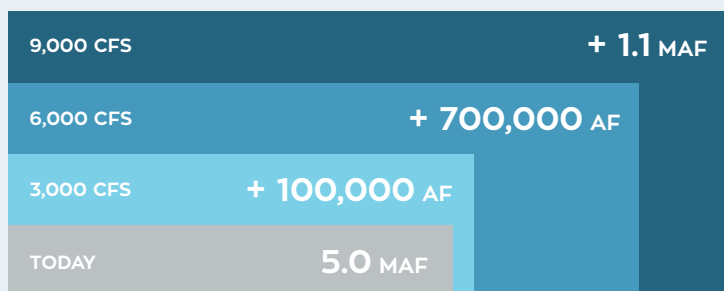 9,000 CFS + 1.1 MAF
6,000 CFS + 700,000 AF
3,000 CFS + 100,000 AF
TODAY 5.0 MAF